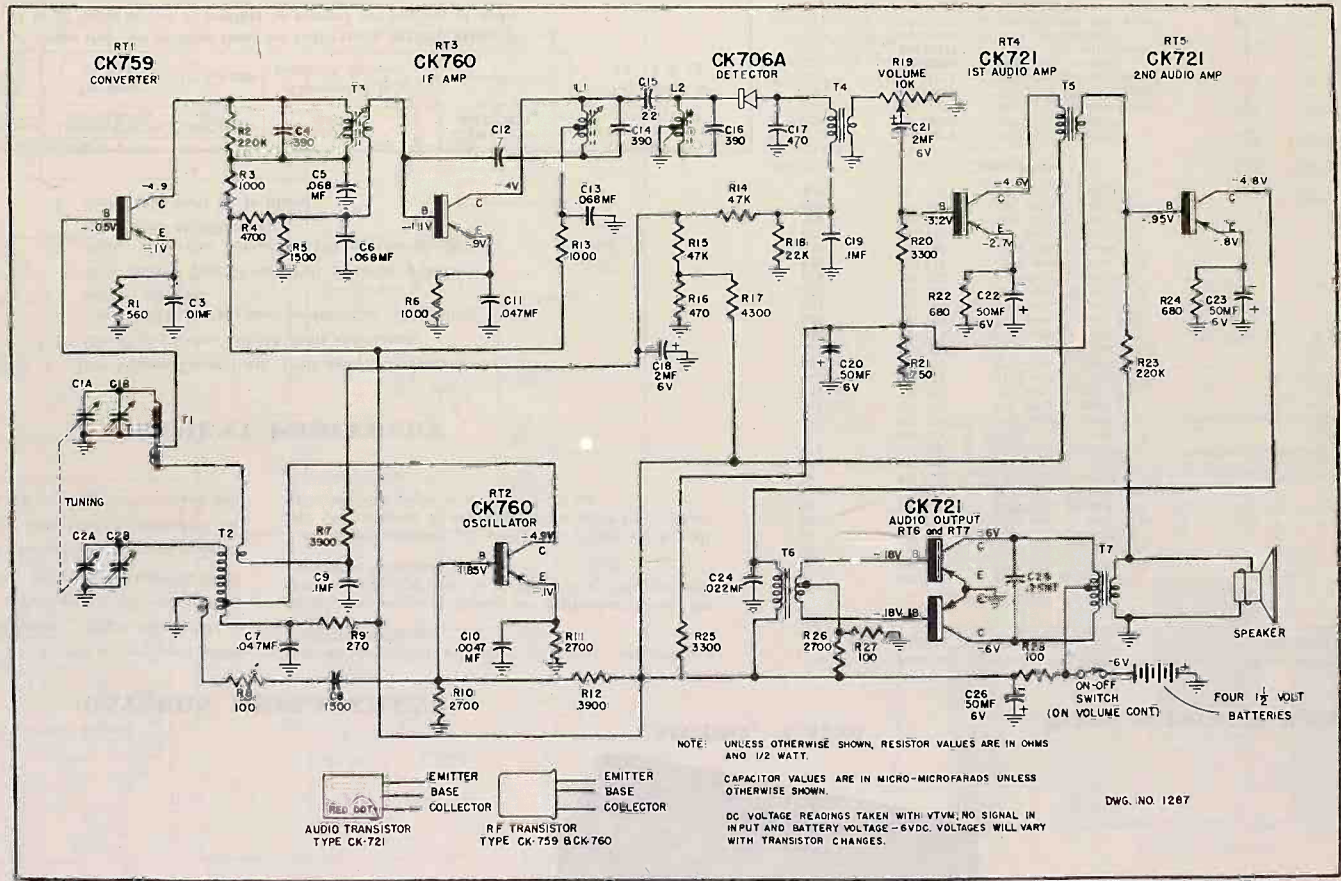 RT1
CK759
CONVERTER
RT3
CK760
IF AMP
CK706A
DETECTOR
R19
VOLUME
10K
RT4
CK721
1ST AUDIO AMP
RT5
CK721
2ND AUDIO AMP
R2
220K
C4
390
T3
C12
L1
C15
22
L2
C14
390
C16
390
C17
470
T4
C21
2MF
6V
T5
R3
1000
C5
.068
MF
-4.9
C
B
-.05V
E
-.1V
R4
4700
R5
1500
C6
.068MF
-4V
C
B
-1.1V
E
-.9V
C13
.068MF
R13
1000
R14
47K
R15
47K
R18
22K
C19
.1MF
-4.6V
C
B
-3.2V
E
-2.7V
R20
3300
-4.8V
C
B
-.95V
E
-.8V
R1
560
C3
.01MF
R6
1000
C11
.047MF
R16
470
R17
4300
R22
680
C22
50MF
6V
R24
680
C23
50MF
6V
C18
2MF
6V
C20
50MF
6V
R21
750
R23
220K
C1A
C1B
T1
TUNING
C2A
C2B
T
T2
R7
3900
C9
.1MF
RT2
CK760
OSCILLATOR
-4.9V
C
B
E
-.1V
C7
.047MF
R9
270
C10
.0047
MF
R11
2700
R8
100
C8
1500
R10
2700
R12
3900
R25
3300
C24
.022MF
T6
CK721
AUDIO OUTPUT
RT6 and RT7
-.18V
B
-6V
C
E
-.18V
E
C
-6V
T7
R26
2700
R27
100
R28
100
SPEAKER
C26
50MF
6V
-6V
ON-OFF
SWITCH
(ON VOLUME CONT)
FOUR 1½ VOLT
BATTERIES
NOTE: UNLESS OTHERWISE SHOWN, RESISTOR VALUES ARE IN OHMS
AND 1/2 WATT.
CAPACITOR VALUES ARE IN MICRO-MICROFARADS UNLESS
OTHERWISE SHOWN.
DC VOLTAGE READINGS TAKEN WITH VTVM, NO SIGNAL IN
INPUT AND BATTERY VOLTAGE -6VDC. VOLTAGES WILL VARY
WITH TRANSISTOR CHANGES.
DWG. NO. 1287
RED DOT
EMITTER
BASE
COLLECTOR
AUDIO TRANSISTOR
TYPE CK-721
EMITTER
BASE
COLLECTOR
RF TRANSISTOR
TYPE CK-759 & CK-760